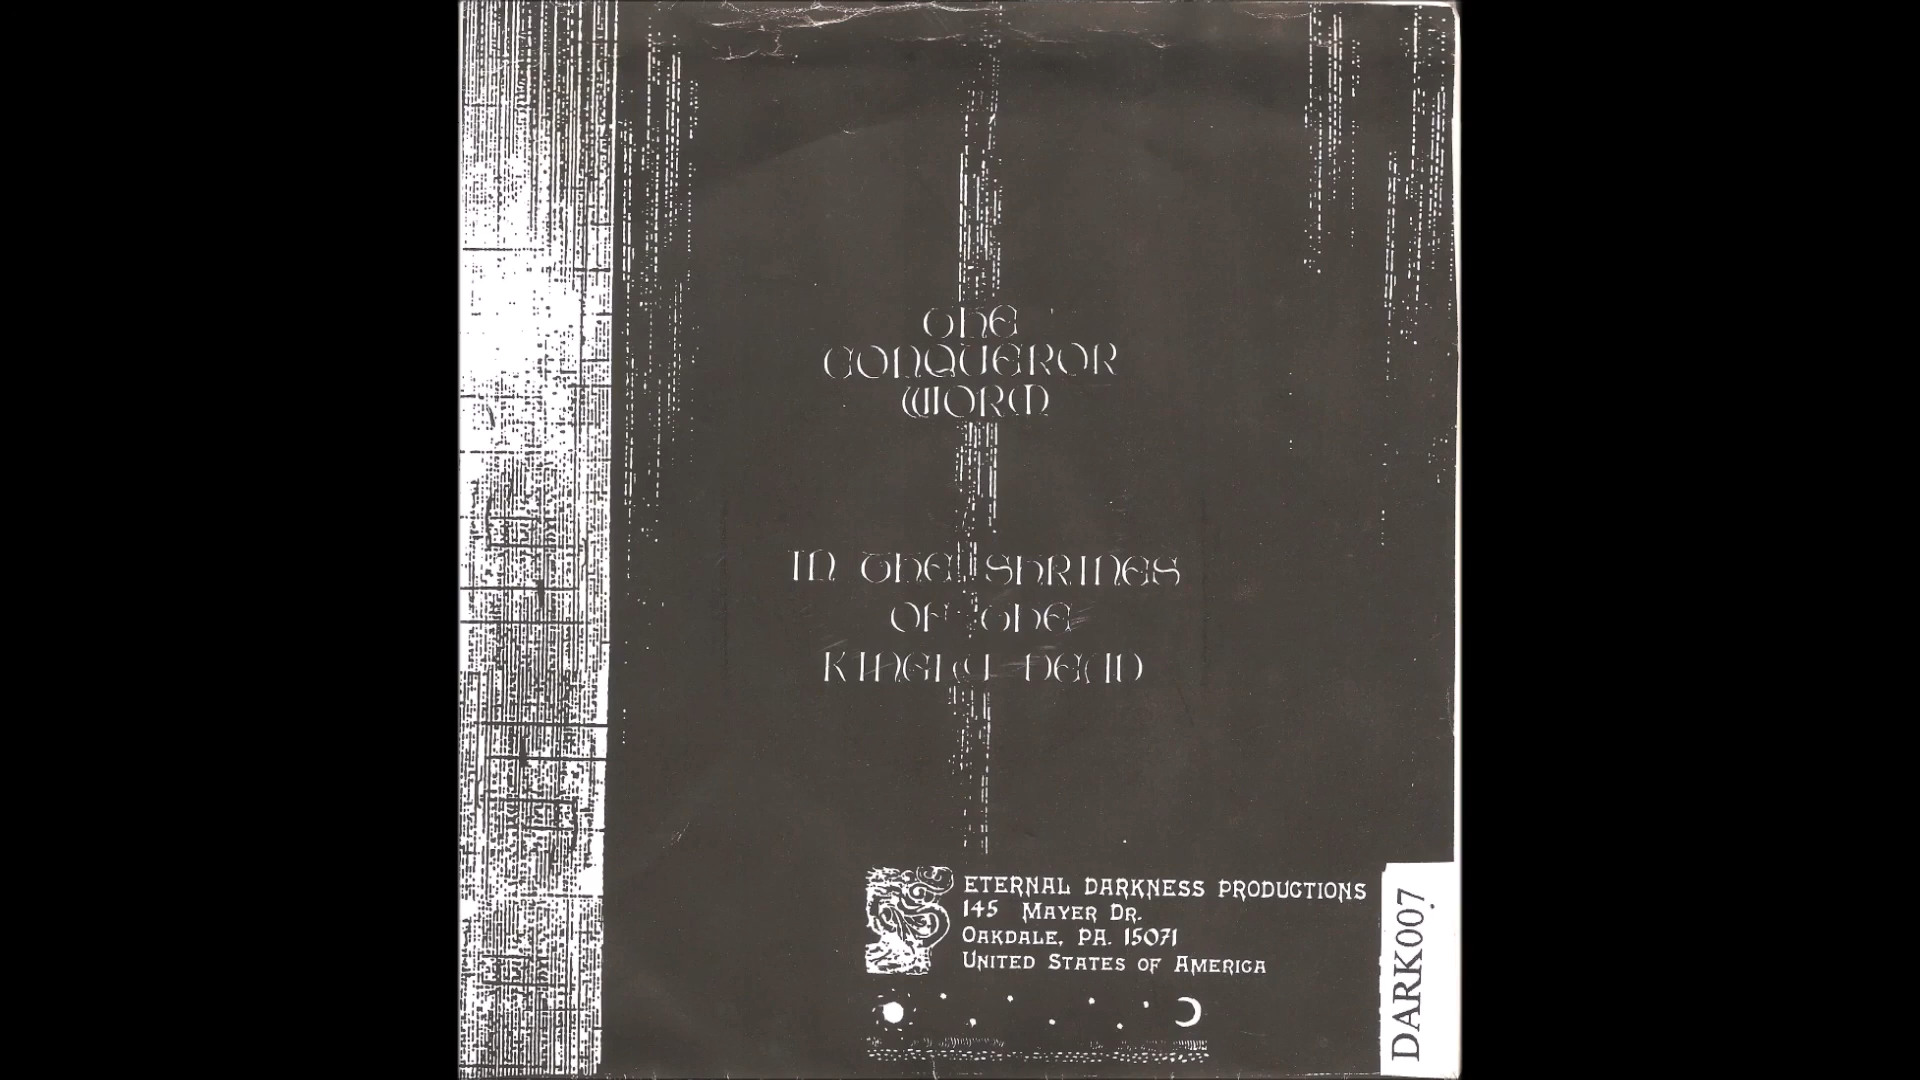 THE
CONQUEROR
WORM
IN THE SHRINES
OF THE
KINGLY DEAD
ETERNAL DARKNESS PRODUCTIONS
145 MAYER DR.
OAKDALE, PA. 15071
UNITED STATES OF AMERICA
DARK007